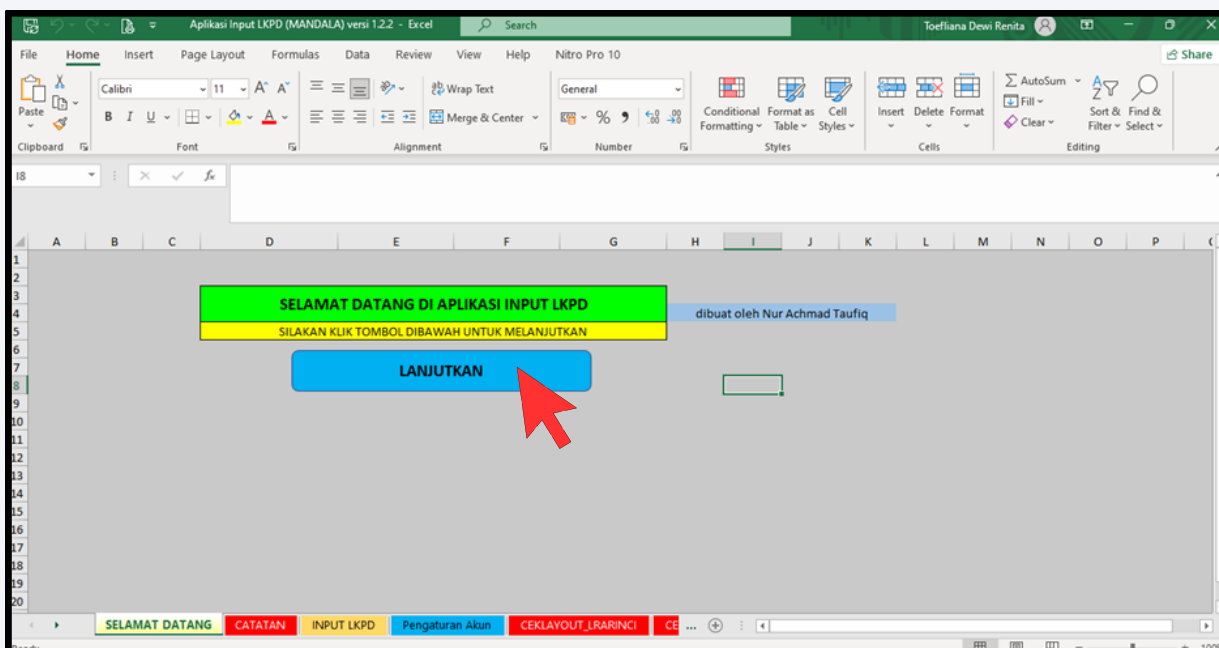 Aplikasi Input LKPD (MANDALA) versi 1.2.2 - Excel
Search
Toefliana Dewi Renita
File Home Insert Page Layout Formulas Data Review View Help Nitro Pro 10
Share
Paste
Calibri 11
B I U
Wrap Text
Merge & Center
General
Conditional Formatting
Format as Table
Cell Styles
Insert Delete Format
AutoSum
Fill
Clear
Sort & Filter
Find & Select
Clipboard Font Alignment Number Styles Cells Editing
I8
fx
A B C D E F G H I J K L M N O P
1
2
3
SELAMAT DATANG DI APLIKASI INPUT LKPD
4
dibuat oleh Nur Achmad Taufiq
5
SILAKAN KLIK TOMBOL DIBAWAH UNTUK MELANJUTKAN
6
7
LANJUTKAN
8
9
10
11
12
13
14
15
16
17
18
19
20
SELAMAT DATANG CATATAN INPUT LKPD Pengaturan Akun CEKLAYOUT_LRARINCI CE ...